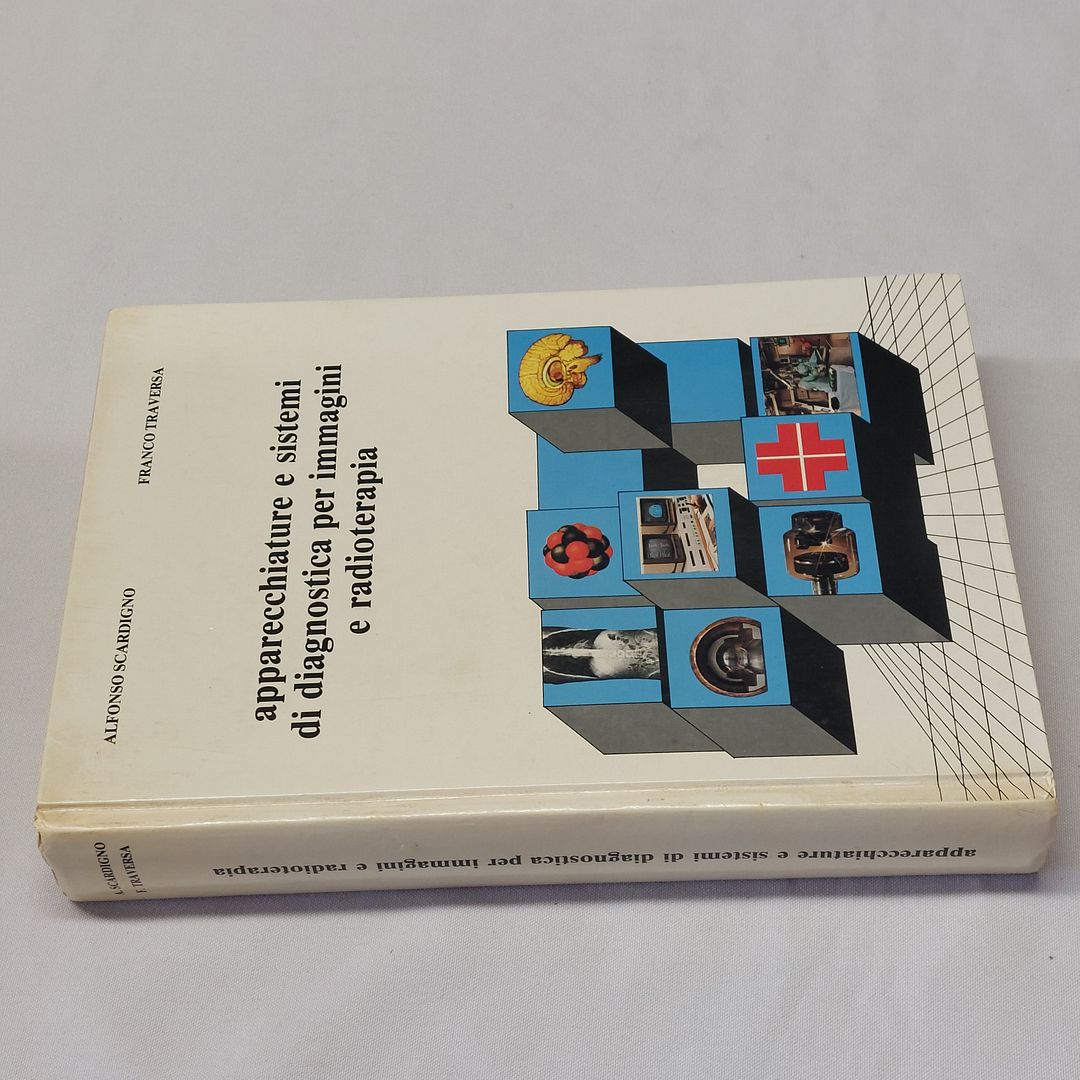 ALFONSO SCARDIGNO
FRANCO TRAVERSA
apparecchiature e sistemi
di diagnostica per immagini
e radioterapia
A. SCARDIGNO
F. TRAVERSA
apparecchiature e sistemi di diagnostica per immagini e radioterapia